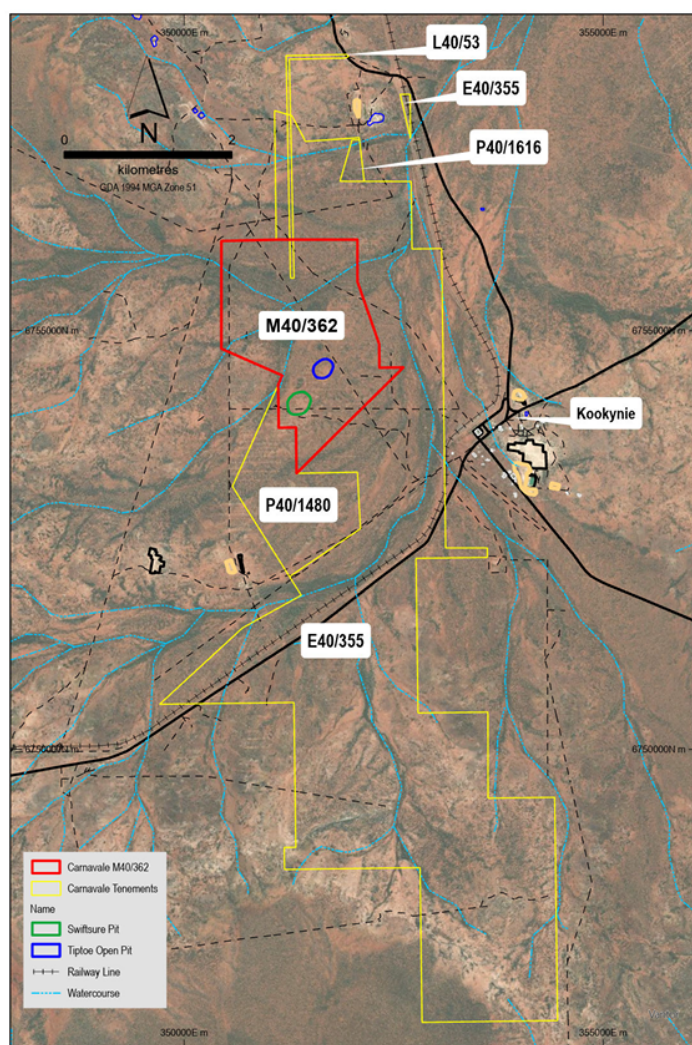 350000E m
355000E m
L40/53
E40/355
P40/1616
N
0
2
kilometres
GDA 1994 MGA Zone 51
6755000N m
6755000N m
M40/362
Kookynie
P40/1480
E40/355
6750000N m
6750000N m
Carnavale M40/362
Carnavale Tenements
Name
Swiftsure Pit
Tiptoe Open Pit
Railway Line
Watercourse
350000E m
355000E m